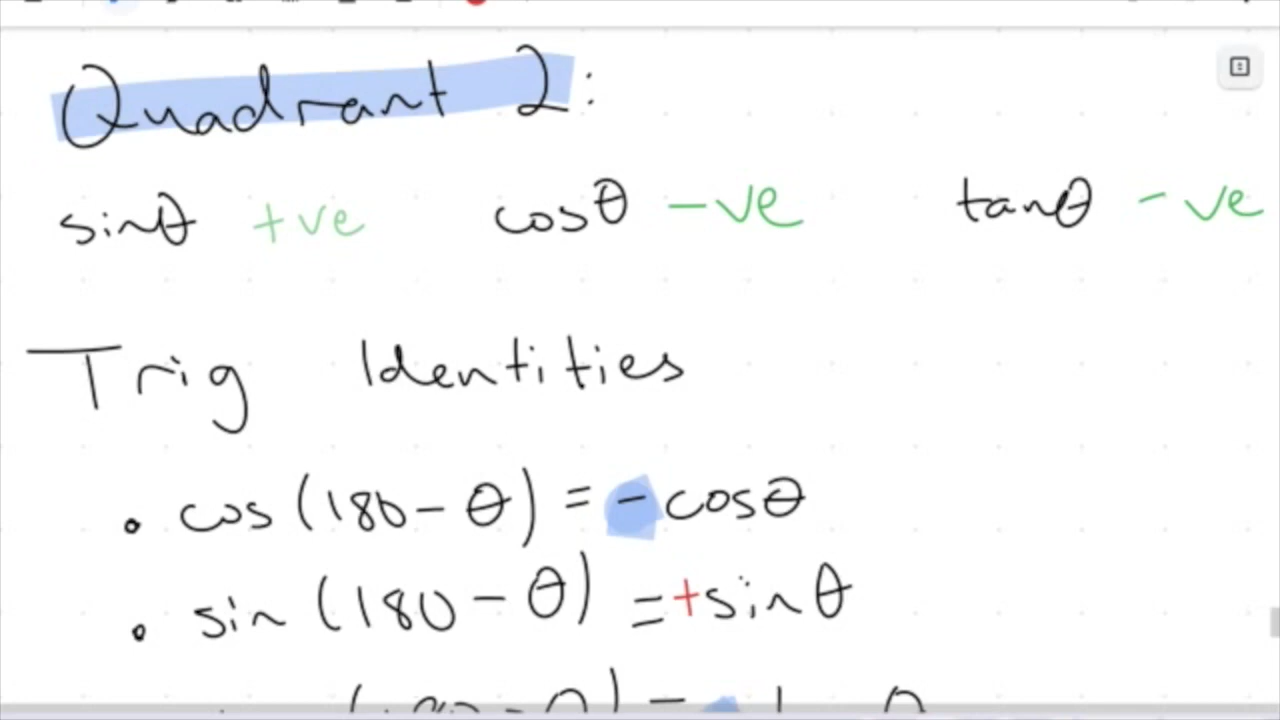 Quadrant 2:
sinθ +ve cosθ -ve tanθ -ve
Trig Identities
• cos(180-θ) = -cosθ
• sin(180-θ) = +sinθ